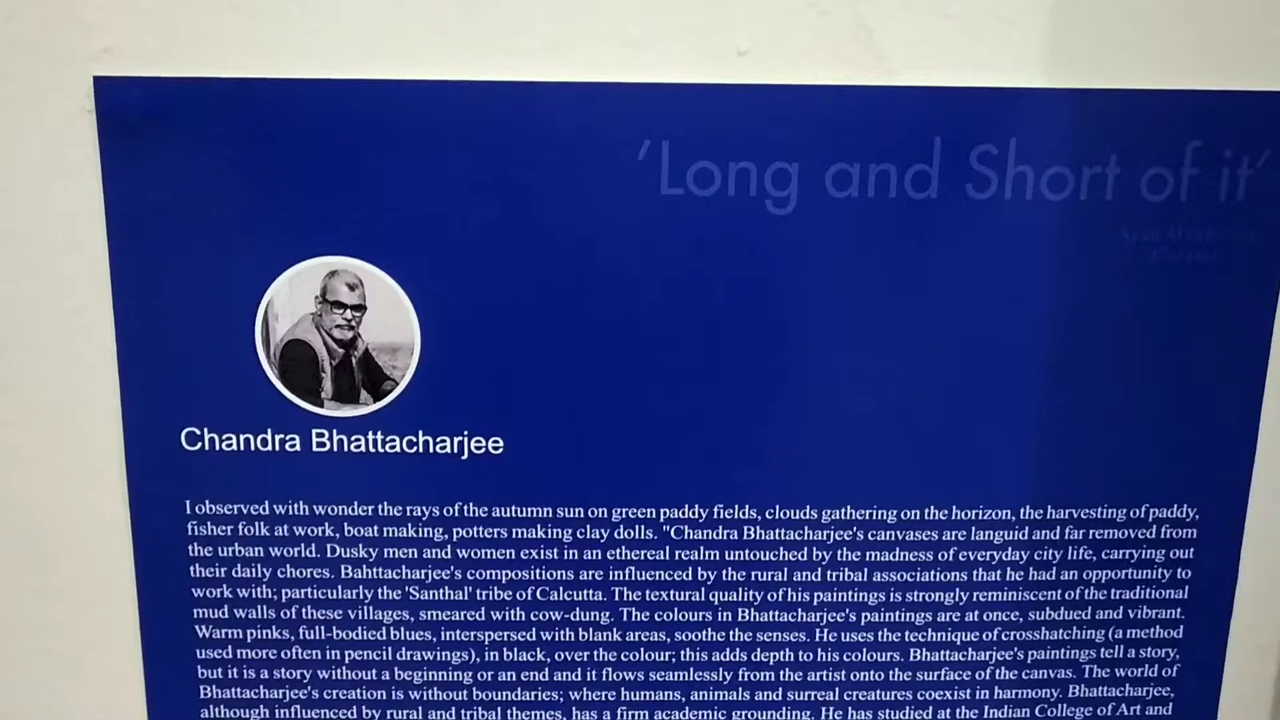 'Long and Short of it'
Chandra Bhattacharjee
I observed with wonder the rays of the autumn sun on green paddy fields, clouds gathering on the horizon, the harvesting of paddy,
fisher folk at work, boat making, potters making clay dolls. "Chandra Bhattacharjee's canvases are languid and far removed from
the urban world. Dusky men and women exist in an ethereal realm untouched by the madness of everyday city life, carrying out
their daily chores. Bahttacharjee's compositions are influenced by the rural and tribal associations that he had an opportunity to
work with; particularly the 'Santhal' tribe of Calcutta. The textural quality of his paintings is strongly reminiscent of the traditional
mud walls of these villages, smeared with cow-dung. The colours in Bhattacharjee's paintings are at once, subdued and vibrant.
Warm pinks, full-bodied blues, interspersed with blank areas, soothe the senses. He uses the technique of crosshatching (a method
used more often in pencil drawings), in black, over the colour; this adds depth to his colours. Bhattacharjee's paintings tell a story,
but it is a story without a beginning or an end and it flows seamlessly from the artist onto the surface of the canvas. The world of
Bhattacharjee's creation is without boundaries; where humans, animals and surreal creatures coexist in harmony. Bhattacharjee,
although influenced by rural and tribal themes, has a firm academic grounding. He has studied at the Indian College of Art and